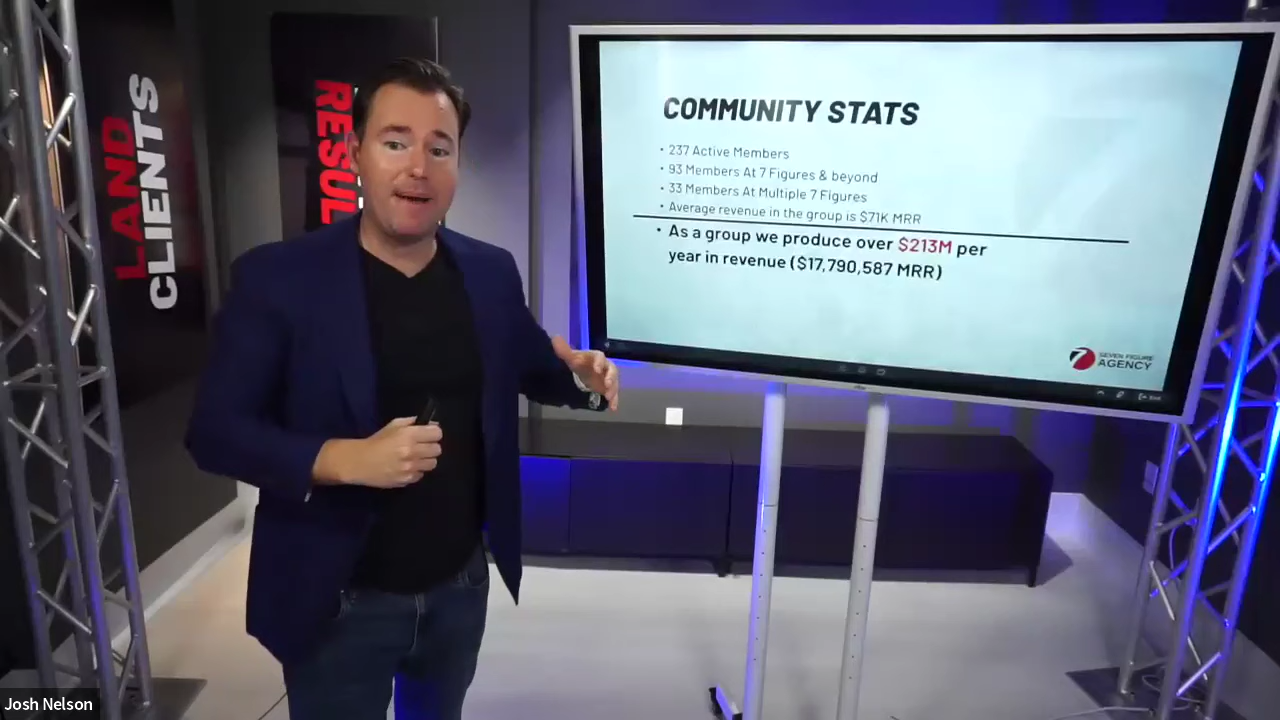 LAND
CLIENTS
RESUL
COMMUNITY STATS
• 237 Active Members
• 93 Members At 7 Figures & beyond
• 33 Members At Multiple 7 Figures
• Average revenue in the group is $71K MRR
• As a group we produce over $213M per
year in revenue ($17,790,587 MRR)
7
SEVEN FIGURE
AGENCY
Josh Nelson